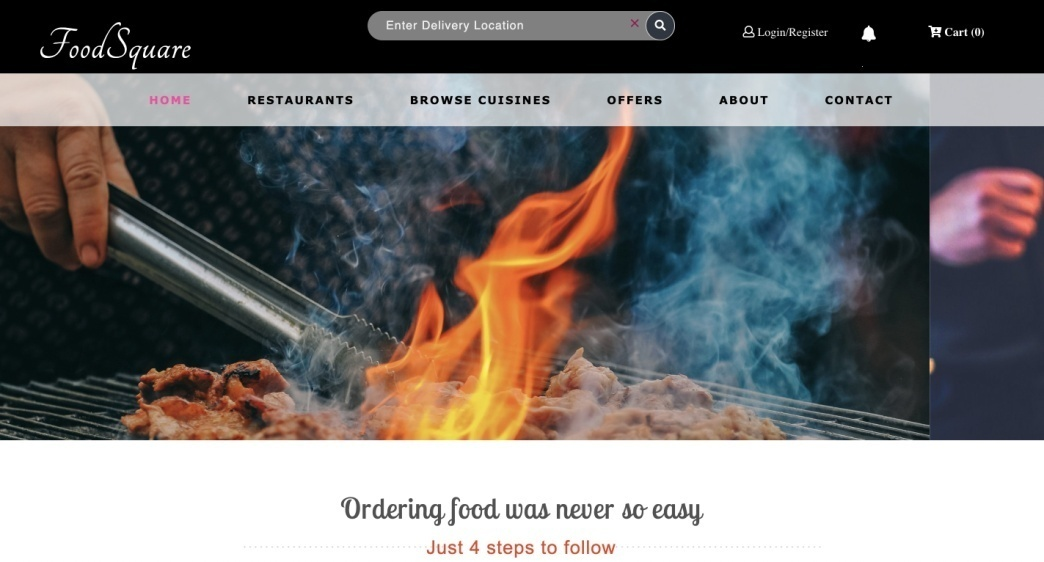 FoodSquare
Enter Delivery Location
Login/Register
Cart (0)
HOME RESTAURANTS BROWSE CUISINES OFFERS ABOUT CONTACT
Ordering food was never so easy
Just 4 steps to follow